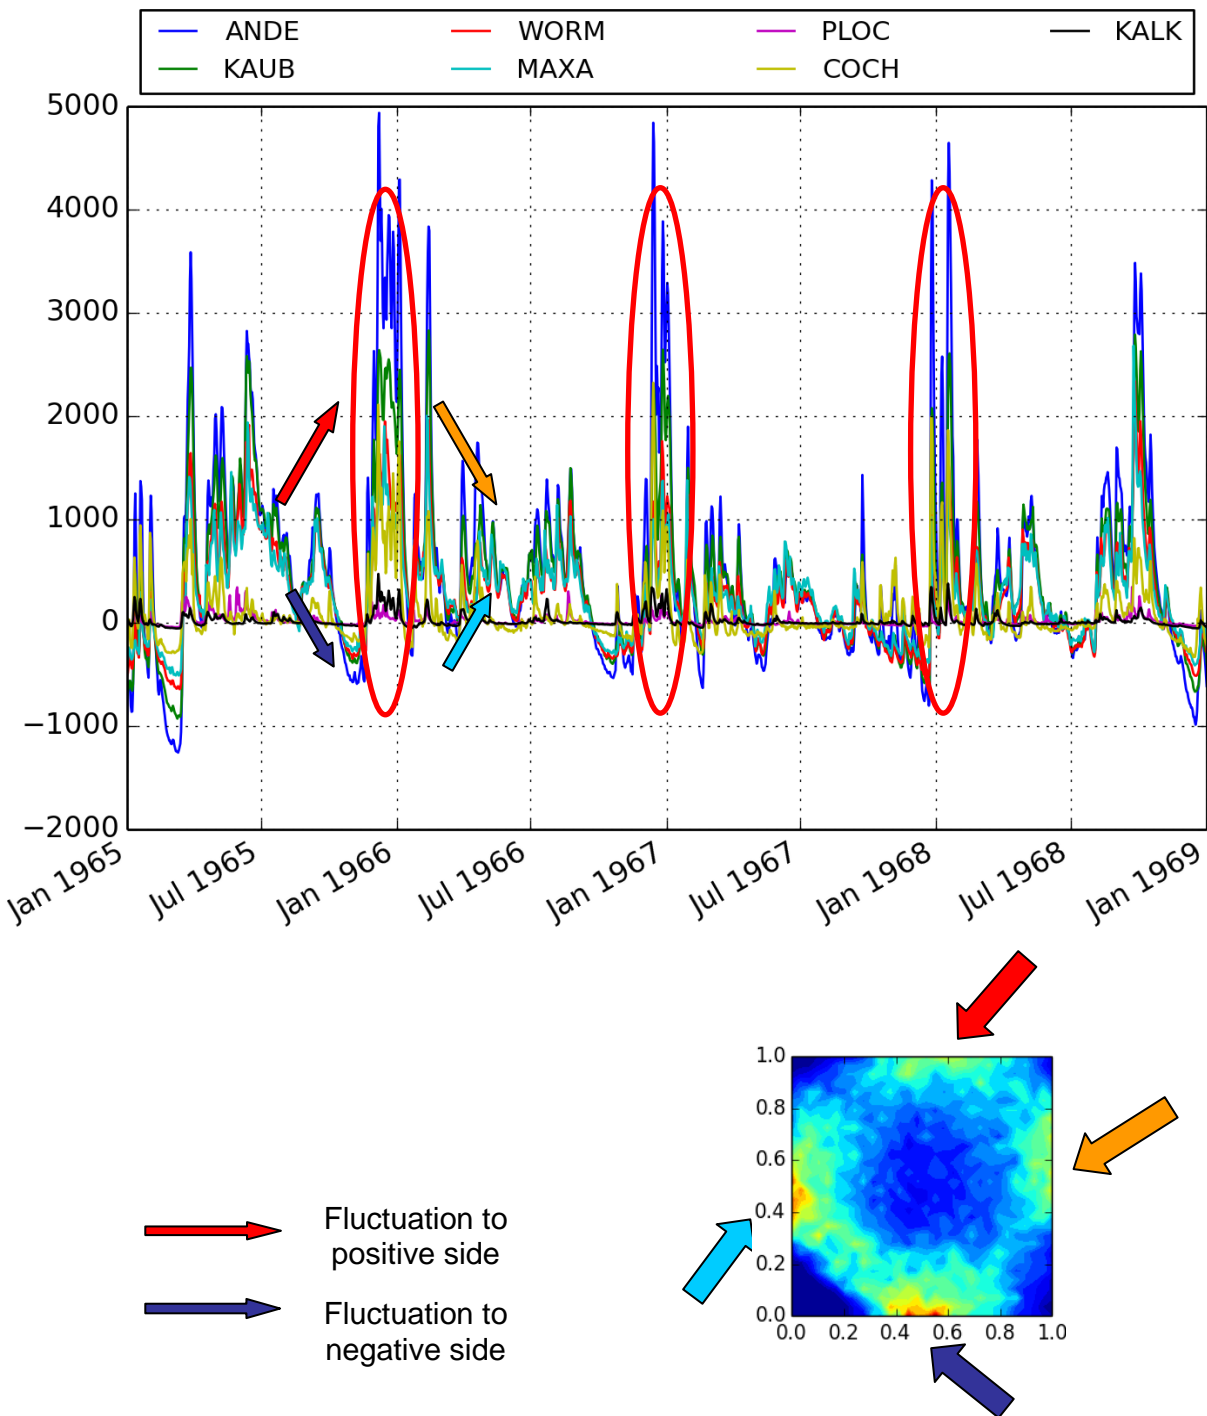 ANDE WORM PLOC KALK
KAUB MAXA COCH
5000
4000
3000
2000
1000
0
−1000
−2000
Jan 1965 Jul 1965 Jan 1966 Jul 1966 Jan 1967 Jul 1967 Jan 1968 Jul 1968 Jan 1969
Fluctuation to
positive side
Fluctuation to
negative side
1.0
0.8
0.6
0.4
0.2
0.0
0.0 0.2 0.4 0.6 0.8 1.0